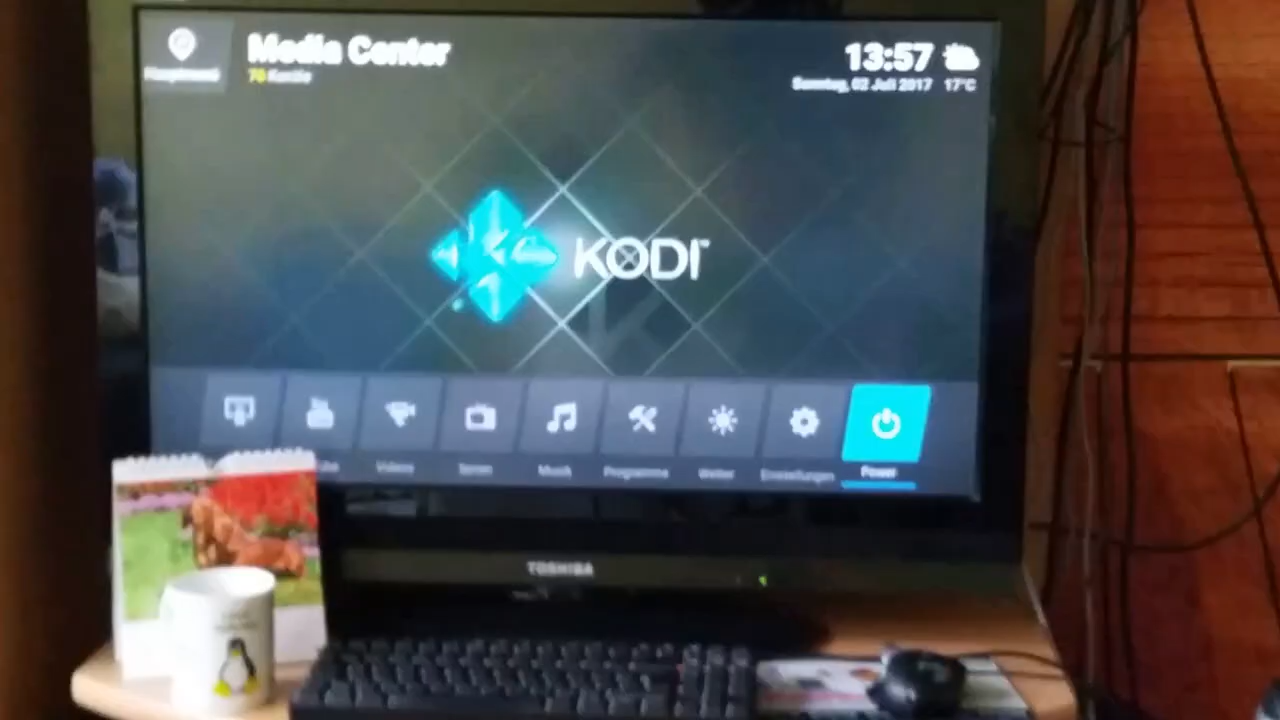 Media Center
13:57
Sonntag, 02 Juli 2017 17°C
KODI
Videos
Serien
Musik
Programme
Wetter
Einstellungen
Power
TOSHIBA